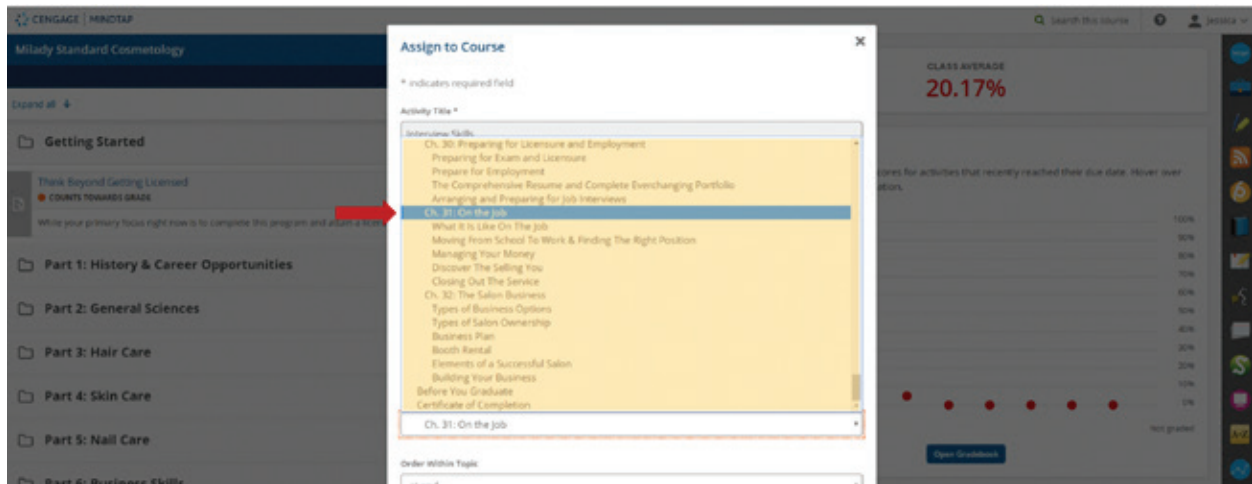 CENGAGE | MINDTAP
Search this course
Jessica
Milady Standard Cosmetology
Expand all
Getting Started
Think Beyond Getting Licensed
COUNTS TOWARDS GRADE
While your primary focus right now is to complete this program and attain a
Part 1: History & Career Opportunities
Part 2: General Sciences
Part 3: Hair Care
Part 4: Skin Care
Part 5: Nail Care
Part 6: Business Skills
Assign to Course
* indicates required field
Activity Title *
Interview Skills
Ch. 30: Preparing for Licensure and Employment
Preparing for Exam and Licensure
Prepare for Employment
The Comprehensive Resume and Complete Everchanging Portfolio
Arranging and Preparing for Job Interviews
Ch. 31: On the Job
What It Is Like On The Job
Moving From School To Work & Finding The Right Position
Managing Your Money
Discover The Selling You
Closing Out The Service
Ch. 32: The Salon Business
Types of Business Options
Types of Salon Ownership
Business Plan
Booth Rental
Elements of a Successful Salon
Building Your Business
Before You Graduate
Certificate of Completion
Ch. 31: On the Job
Order Within Topic
CLASS AVERAGE
20.17%
ores for activities that recently reached their due date. Hover over
ation.
100%
90%
80%
70%
60%
50%
40%
30%
20%
10%
0%
Not graded
Open Gradebook
A-Z